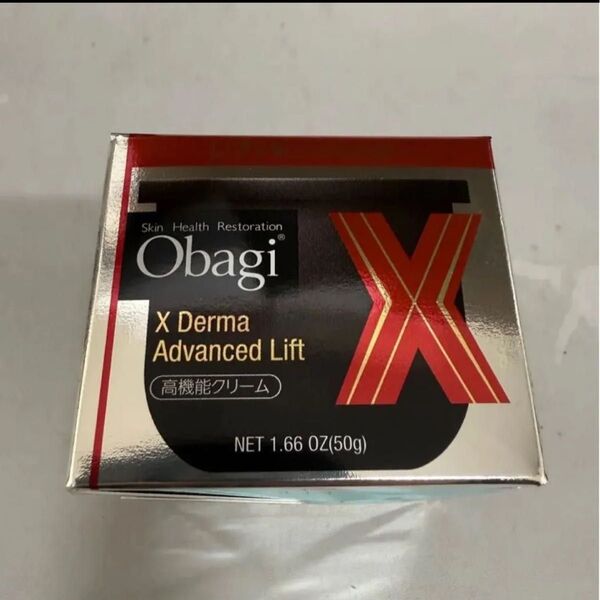 Skin Health Restoration
Obagi®
X Derma
Advanced Lift
高機能クリーム
NET 1.66 OZ(50g)
X